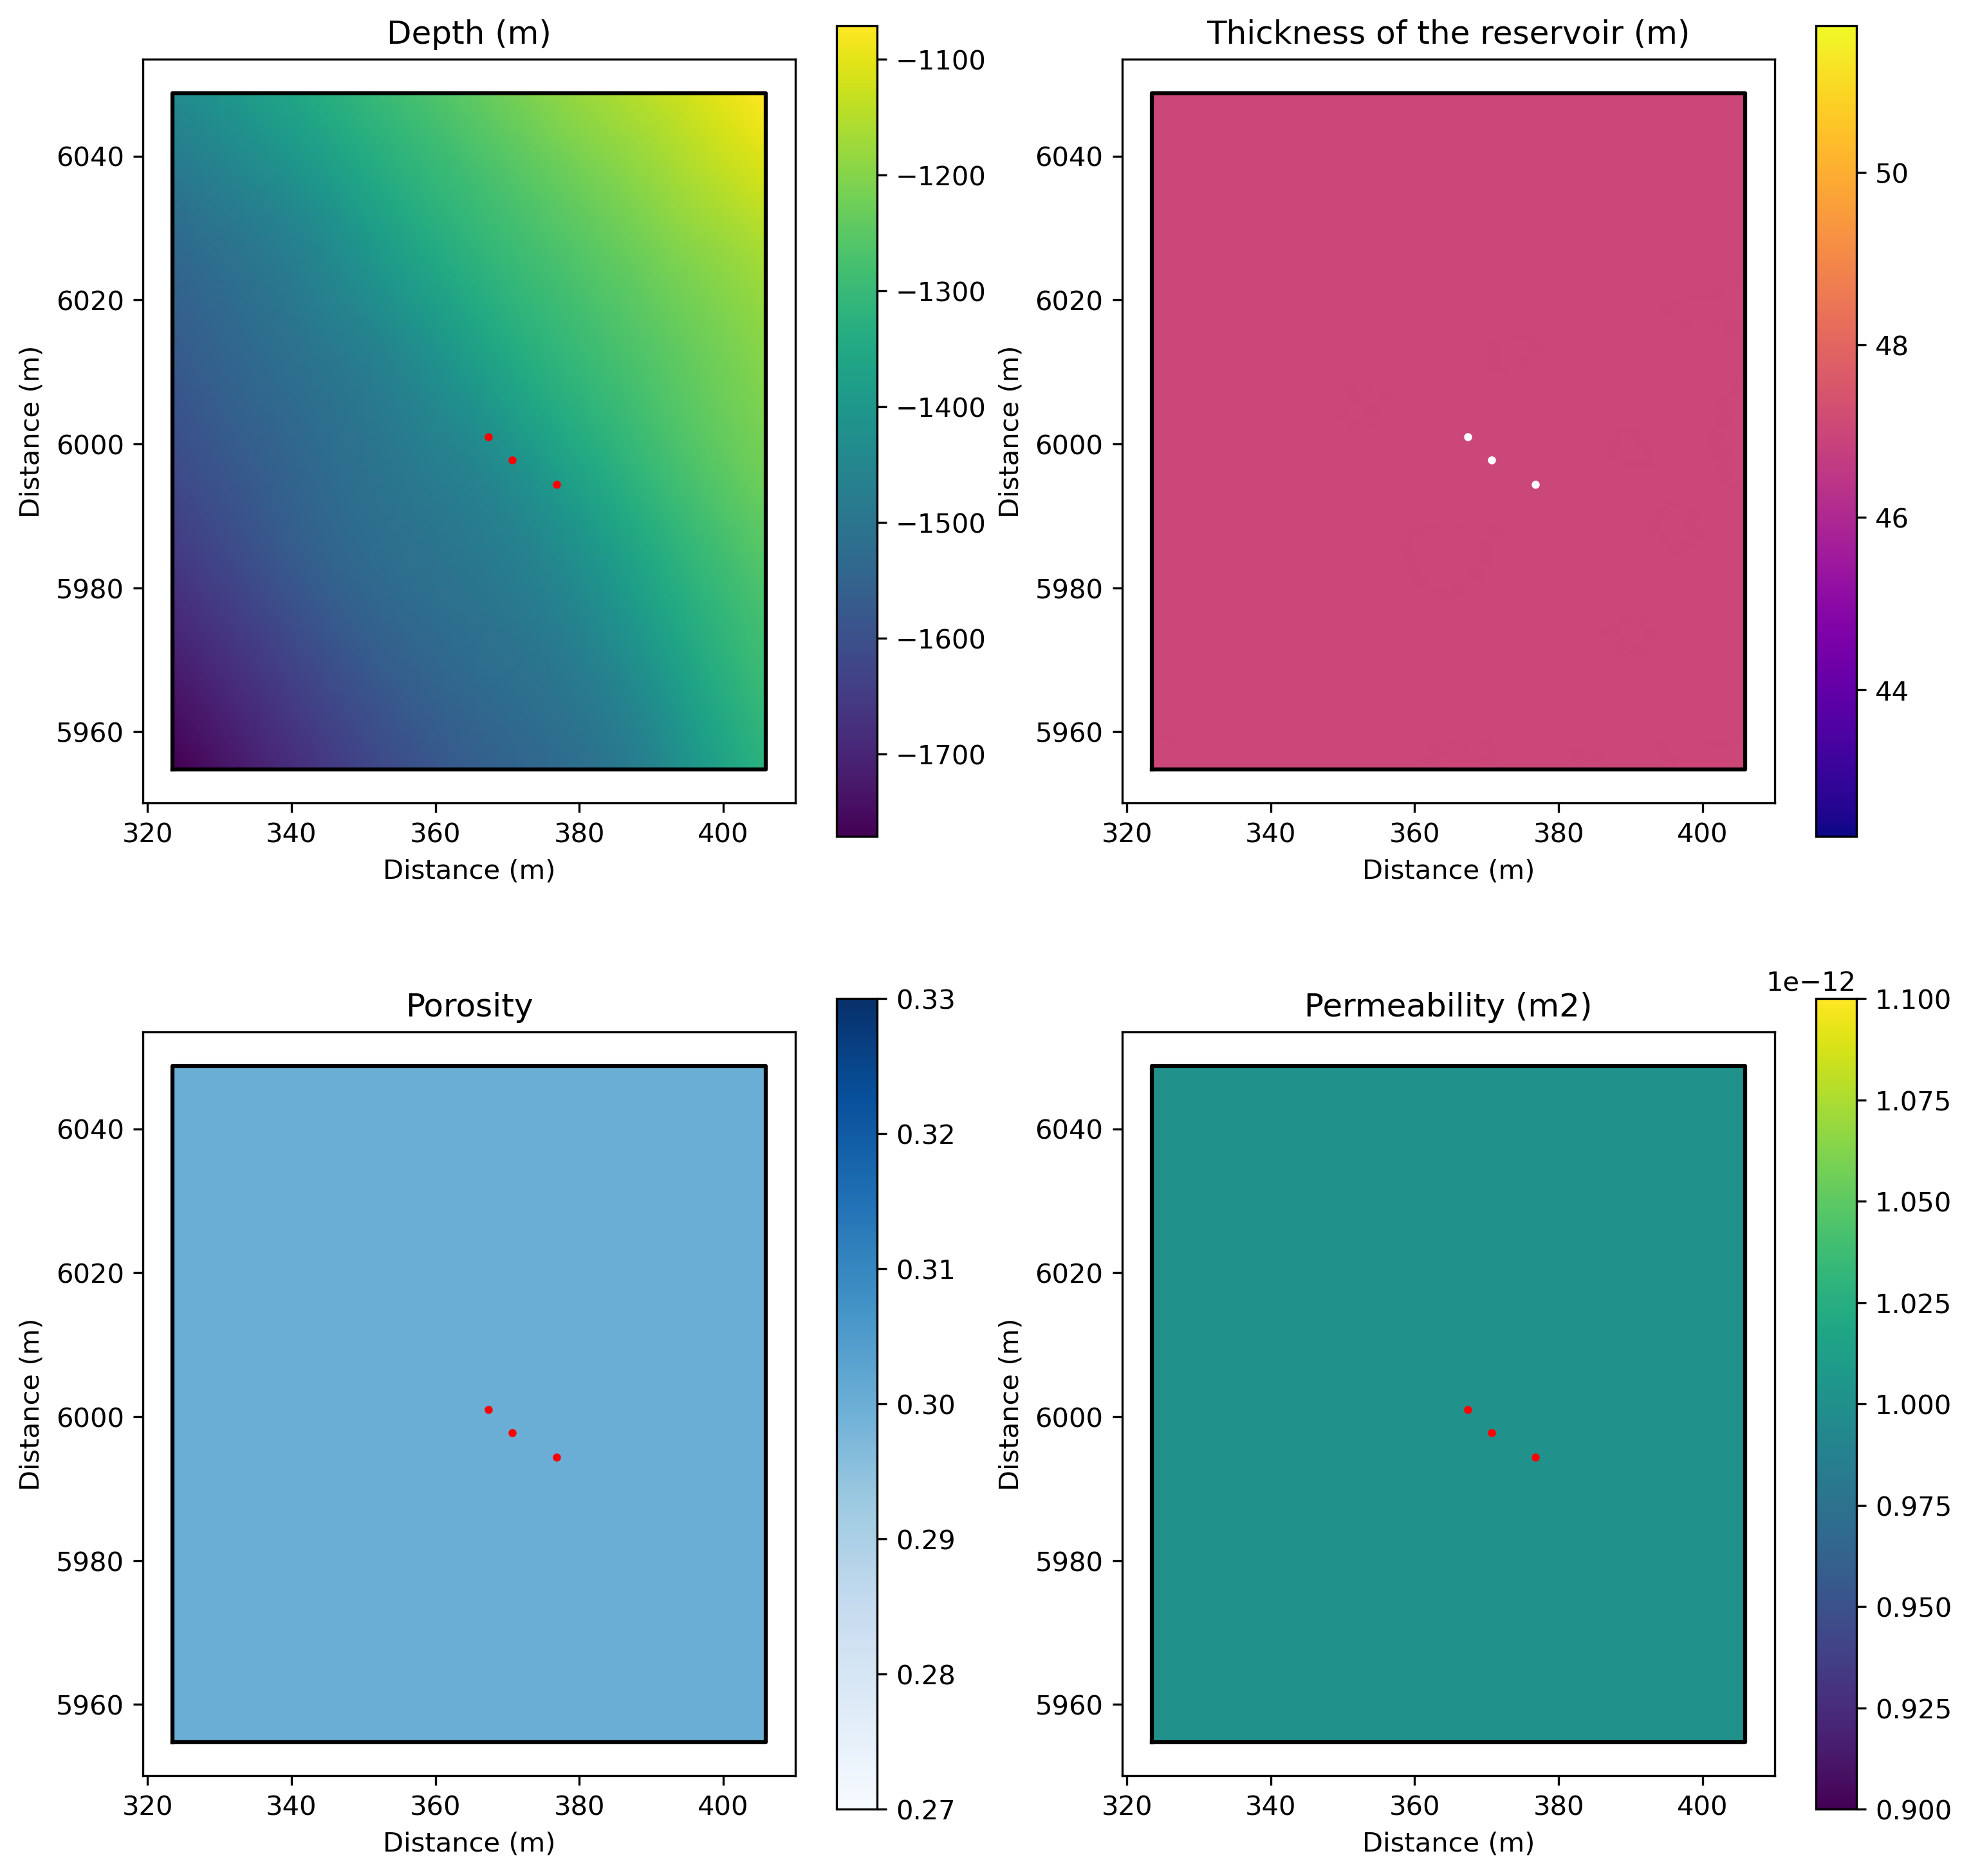 Depth (m)
6040
6020
6000
5980
5960
Distance (m)
320 340 360 380 400
Distance (m)
−1100
−1200
−1300
−1400
−1500
−1600
−1700
Thickness of the reservoir (m)
6040
6020
6000
5980
5960
Distance (m)
320 340 360 380 400
Distance (m)
50
48
46
44
Porosity
6040
6020
6000
5980
5960
Distance (m)
320 340 360 380 400
Distance (m)
0.33
0.32
0.31
0.30
0.29
0.28
0.27
Permeability (m2)
6040
6020
6000
5980
5960
Distance (m)
320 340 360 380 400
Distance (m)
1e−12
1.100
1.075
1.050
1.025
1.000
0.975
0.950
0.925
0.900